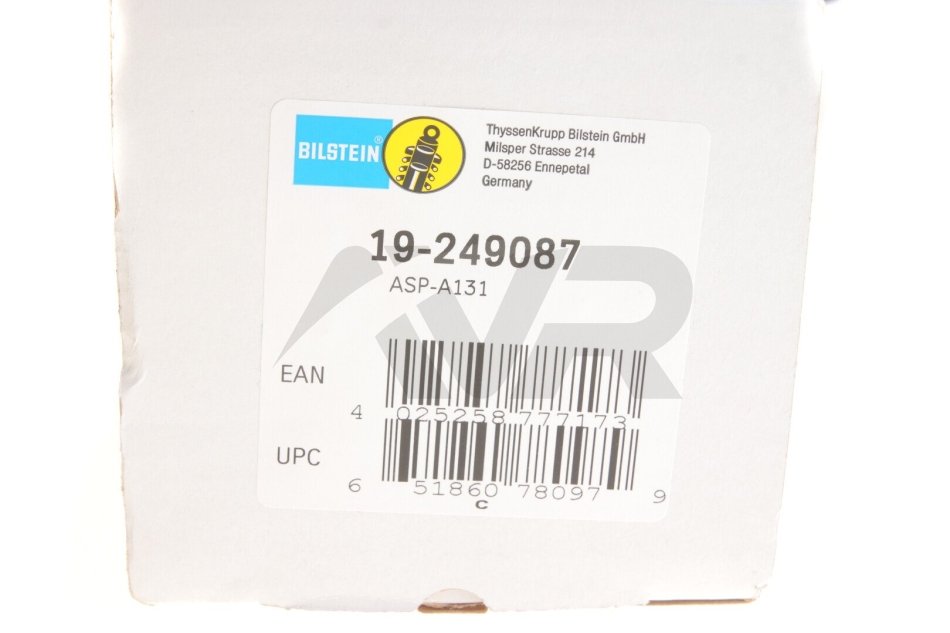 BILSTEIN®
ThyssenKrupp Bilstein GmbH
Milsper Strasse 214
D-58256 Ennepetal
Germany
19-249087
ASP-A131
VR
EAN
4 025258 777173
UPC
6 51860 78097 9
C